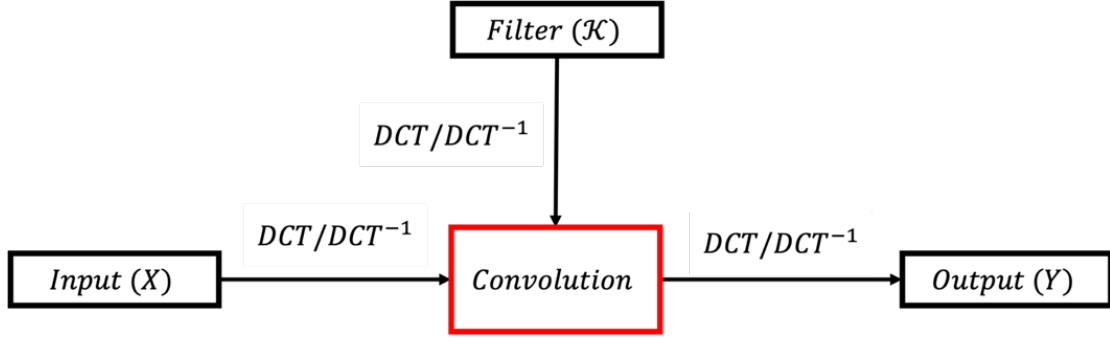 Filter (𝒦)
DCT/DCT⁻¹
DCT/DCT⁻¹
DCT/DCT⁻¹
Input (X)
Convolution
Output (Y)